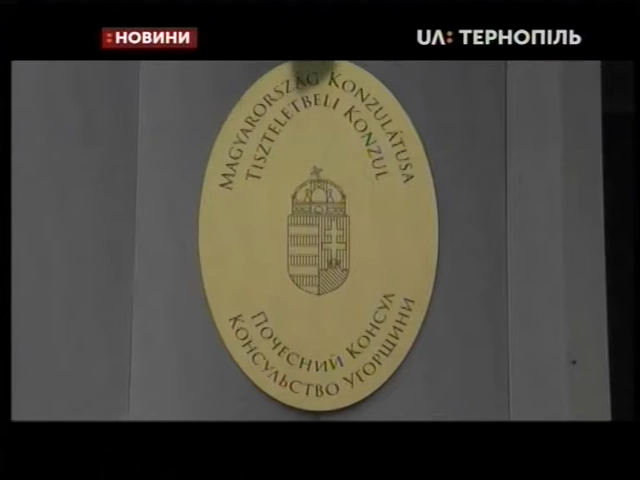 :НОВИНИ
UA: ТЕРНОПІЛЬ
MAGYARORSZÁG KONZULÁTUSA
TISZTELETBELI KONZUL
ПОЧЕСНИЙ КОНСУЛ
КОНСУЛЬСТВО УГОРЩИНИ